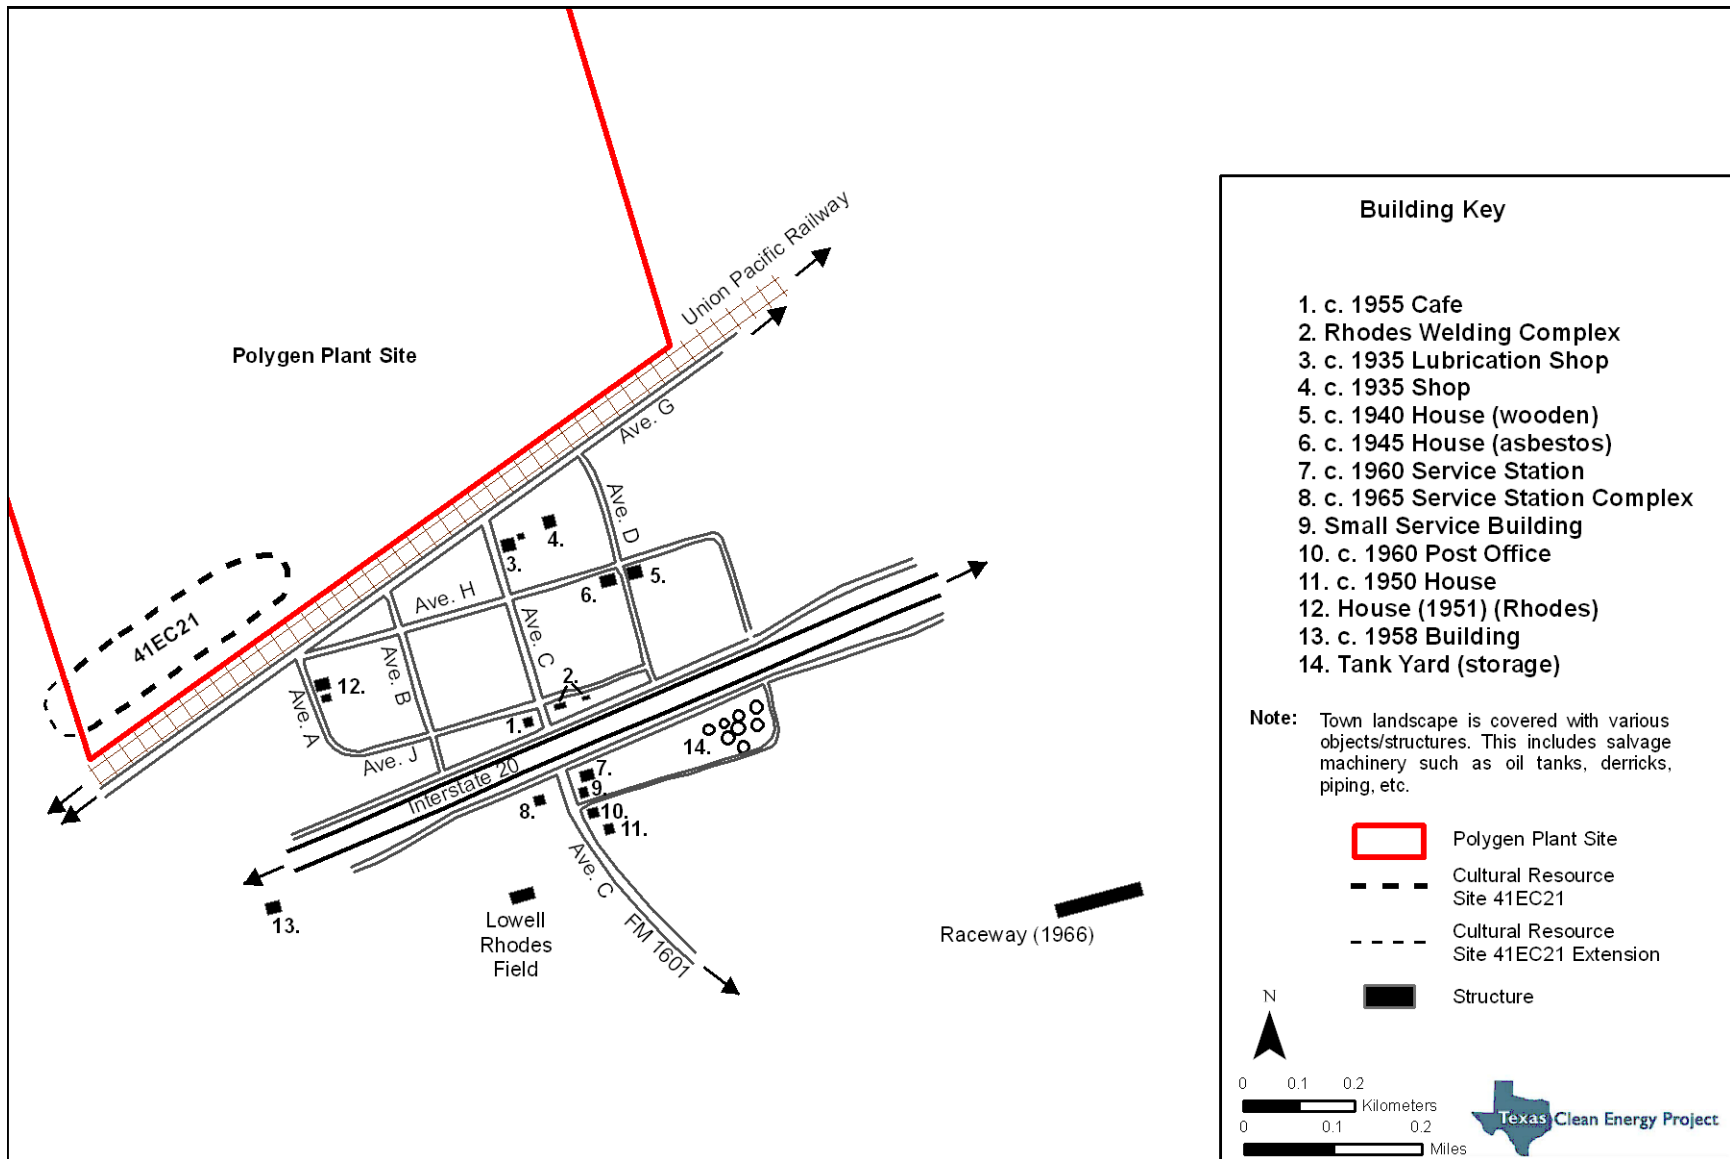 Union Pacific Railway
Polygen Plant Site
Ave. G
Ave. D
4.
3.
5.
6.
Ave. H
41EC21
Ave. C
Ave. B
2.
12.
Ave. A
1.
Ave. J
14.
Interstate 20
7.
9.
8.
10.
11.
Ave. C
13.
Lowell
Rhodes
Field
FM 1601
Raceway (1966)
Building Key
1. c. 1955 Cafe
2. Rhodes Welding Complex
3. c. 1935 Lubrication Shop
4. c. 1935 Shop
5. c. 1940 House (wooden)
6. c. 1945 House (asbestos)
7. c. 1960 Service Station
8. c. 1965 Service Station Complex
9. Small Service Building
10. c. 1960 Post Office
11. c. 1950 House
12. House (1951) (Rhodes)
13. c. 1958 Building
14. Tank Yard (storage)
Note: Town landscape is covered with various
objects/structures. This includes salvage
machinery such as oil tanks, derricks,
piping, etc.
Polygen Plant Site
Cultural Resource
Site 41EC21
Cultural Resource
Site 41EC21 Extension
Structure
N
0 0.1 0.2
Kilometers
0 0.1 0.2
Miles
Texas Clean Energy Project